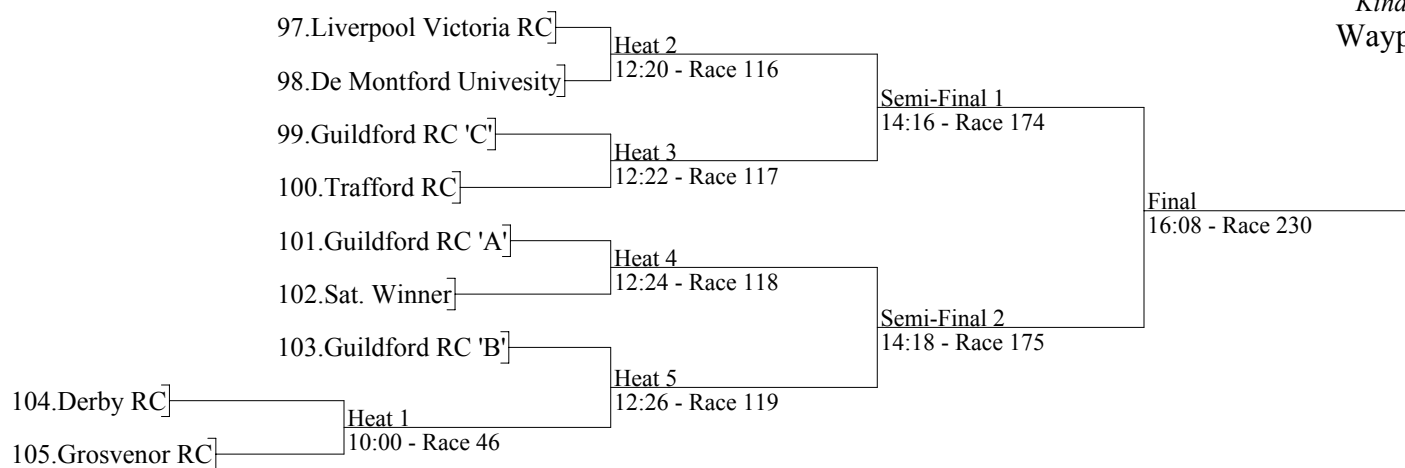 Kind
Wayp
97.Liverpool Victoria RC
Heat 2
12:20 - Race 116
98.De Montford Univesity
Semi-Final 1
14:16 - Race 174
99.Guildford RC 'C'
Heat 3
12:22 - Race 117
100.Trafford RC
Final
16:08 - Race 230
101.Guildford RC 'A'
Heat 4
12:24 - Race 118
102.Sat. Winner
Semi-Final 2
14:18 - Race 175
103.Guildford RC 'B'
Heat 5
12:26 - Race 119
104.Derby RC
Heat 1
10:00 - Race 46
105.Grosvenor RC